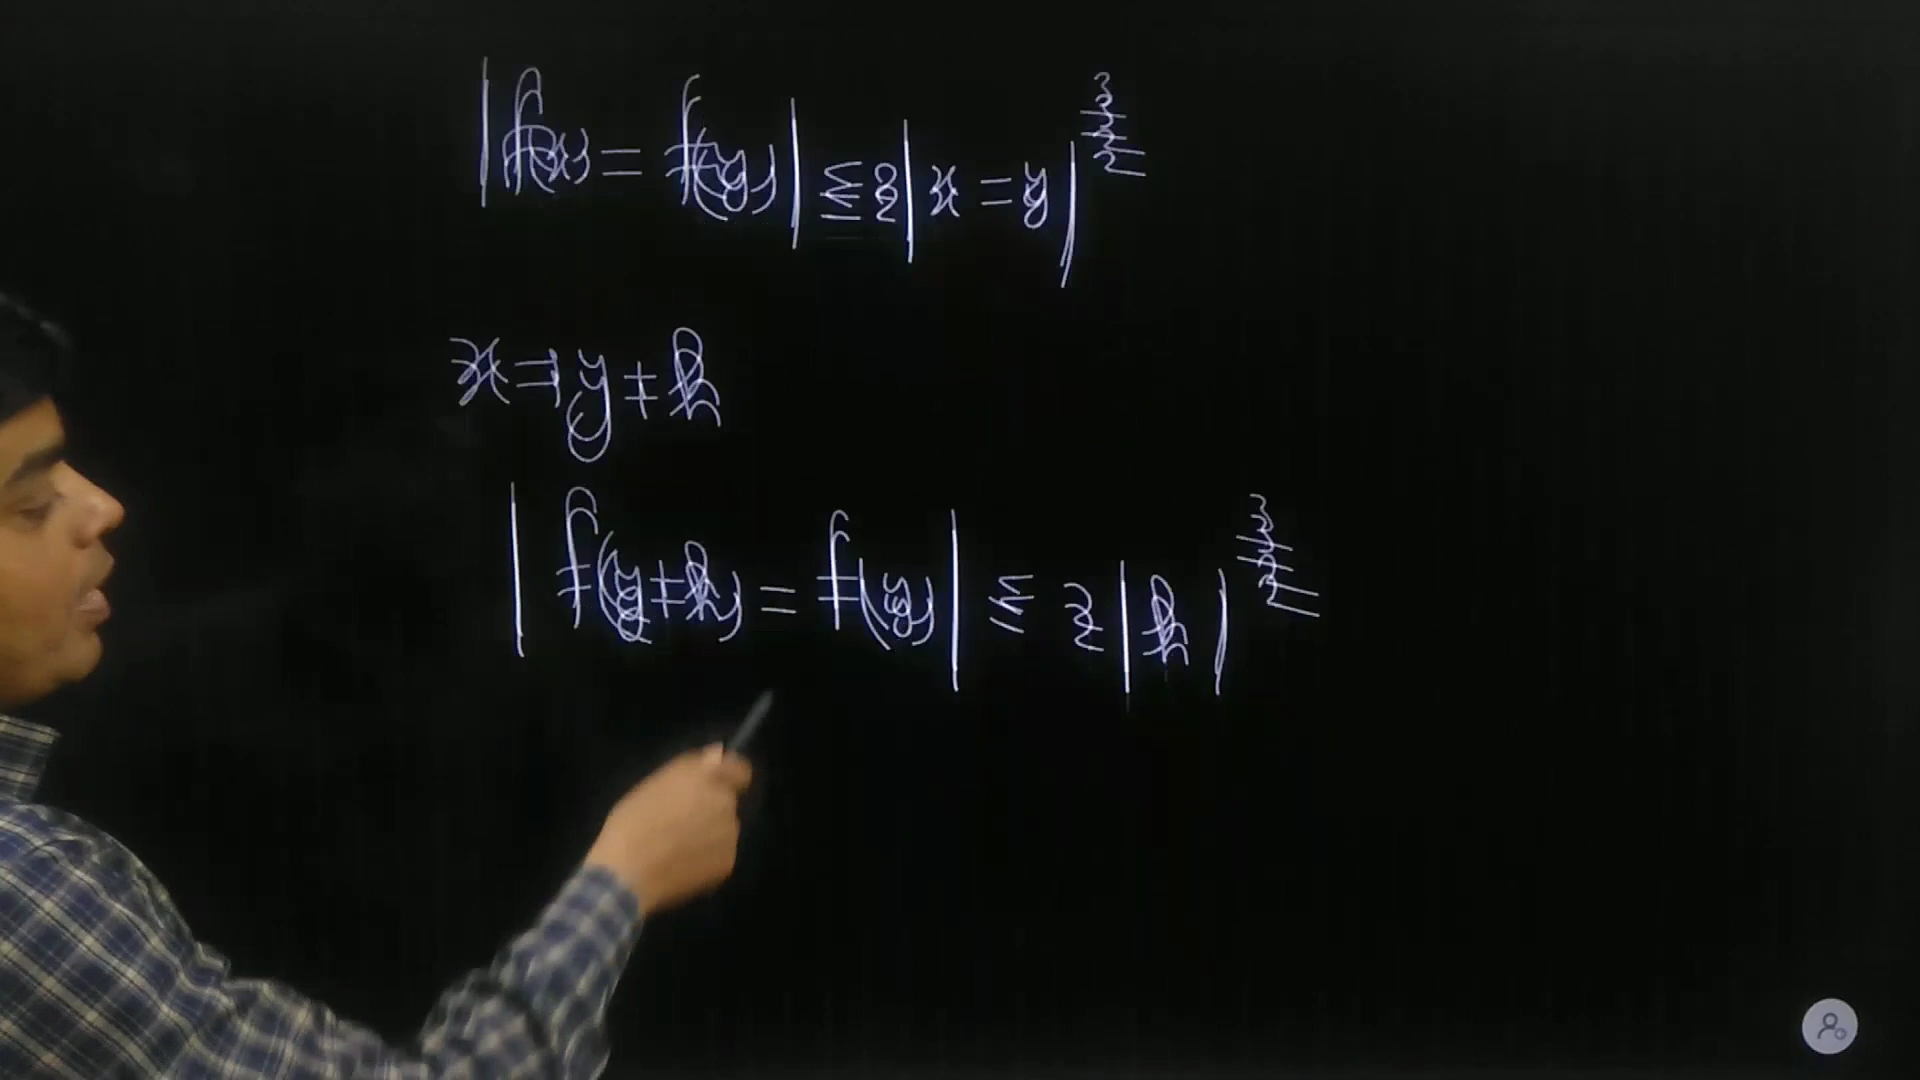 |f(x) - f(y)| ≤ 2|x - y|^{3/2}
x → y + h
|f(y+h) - f(y)| ≤ 2|h|^{3/2}